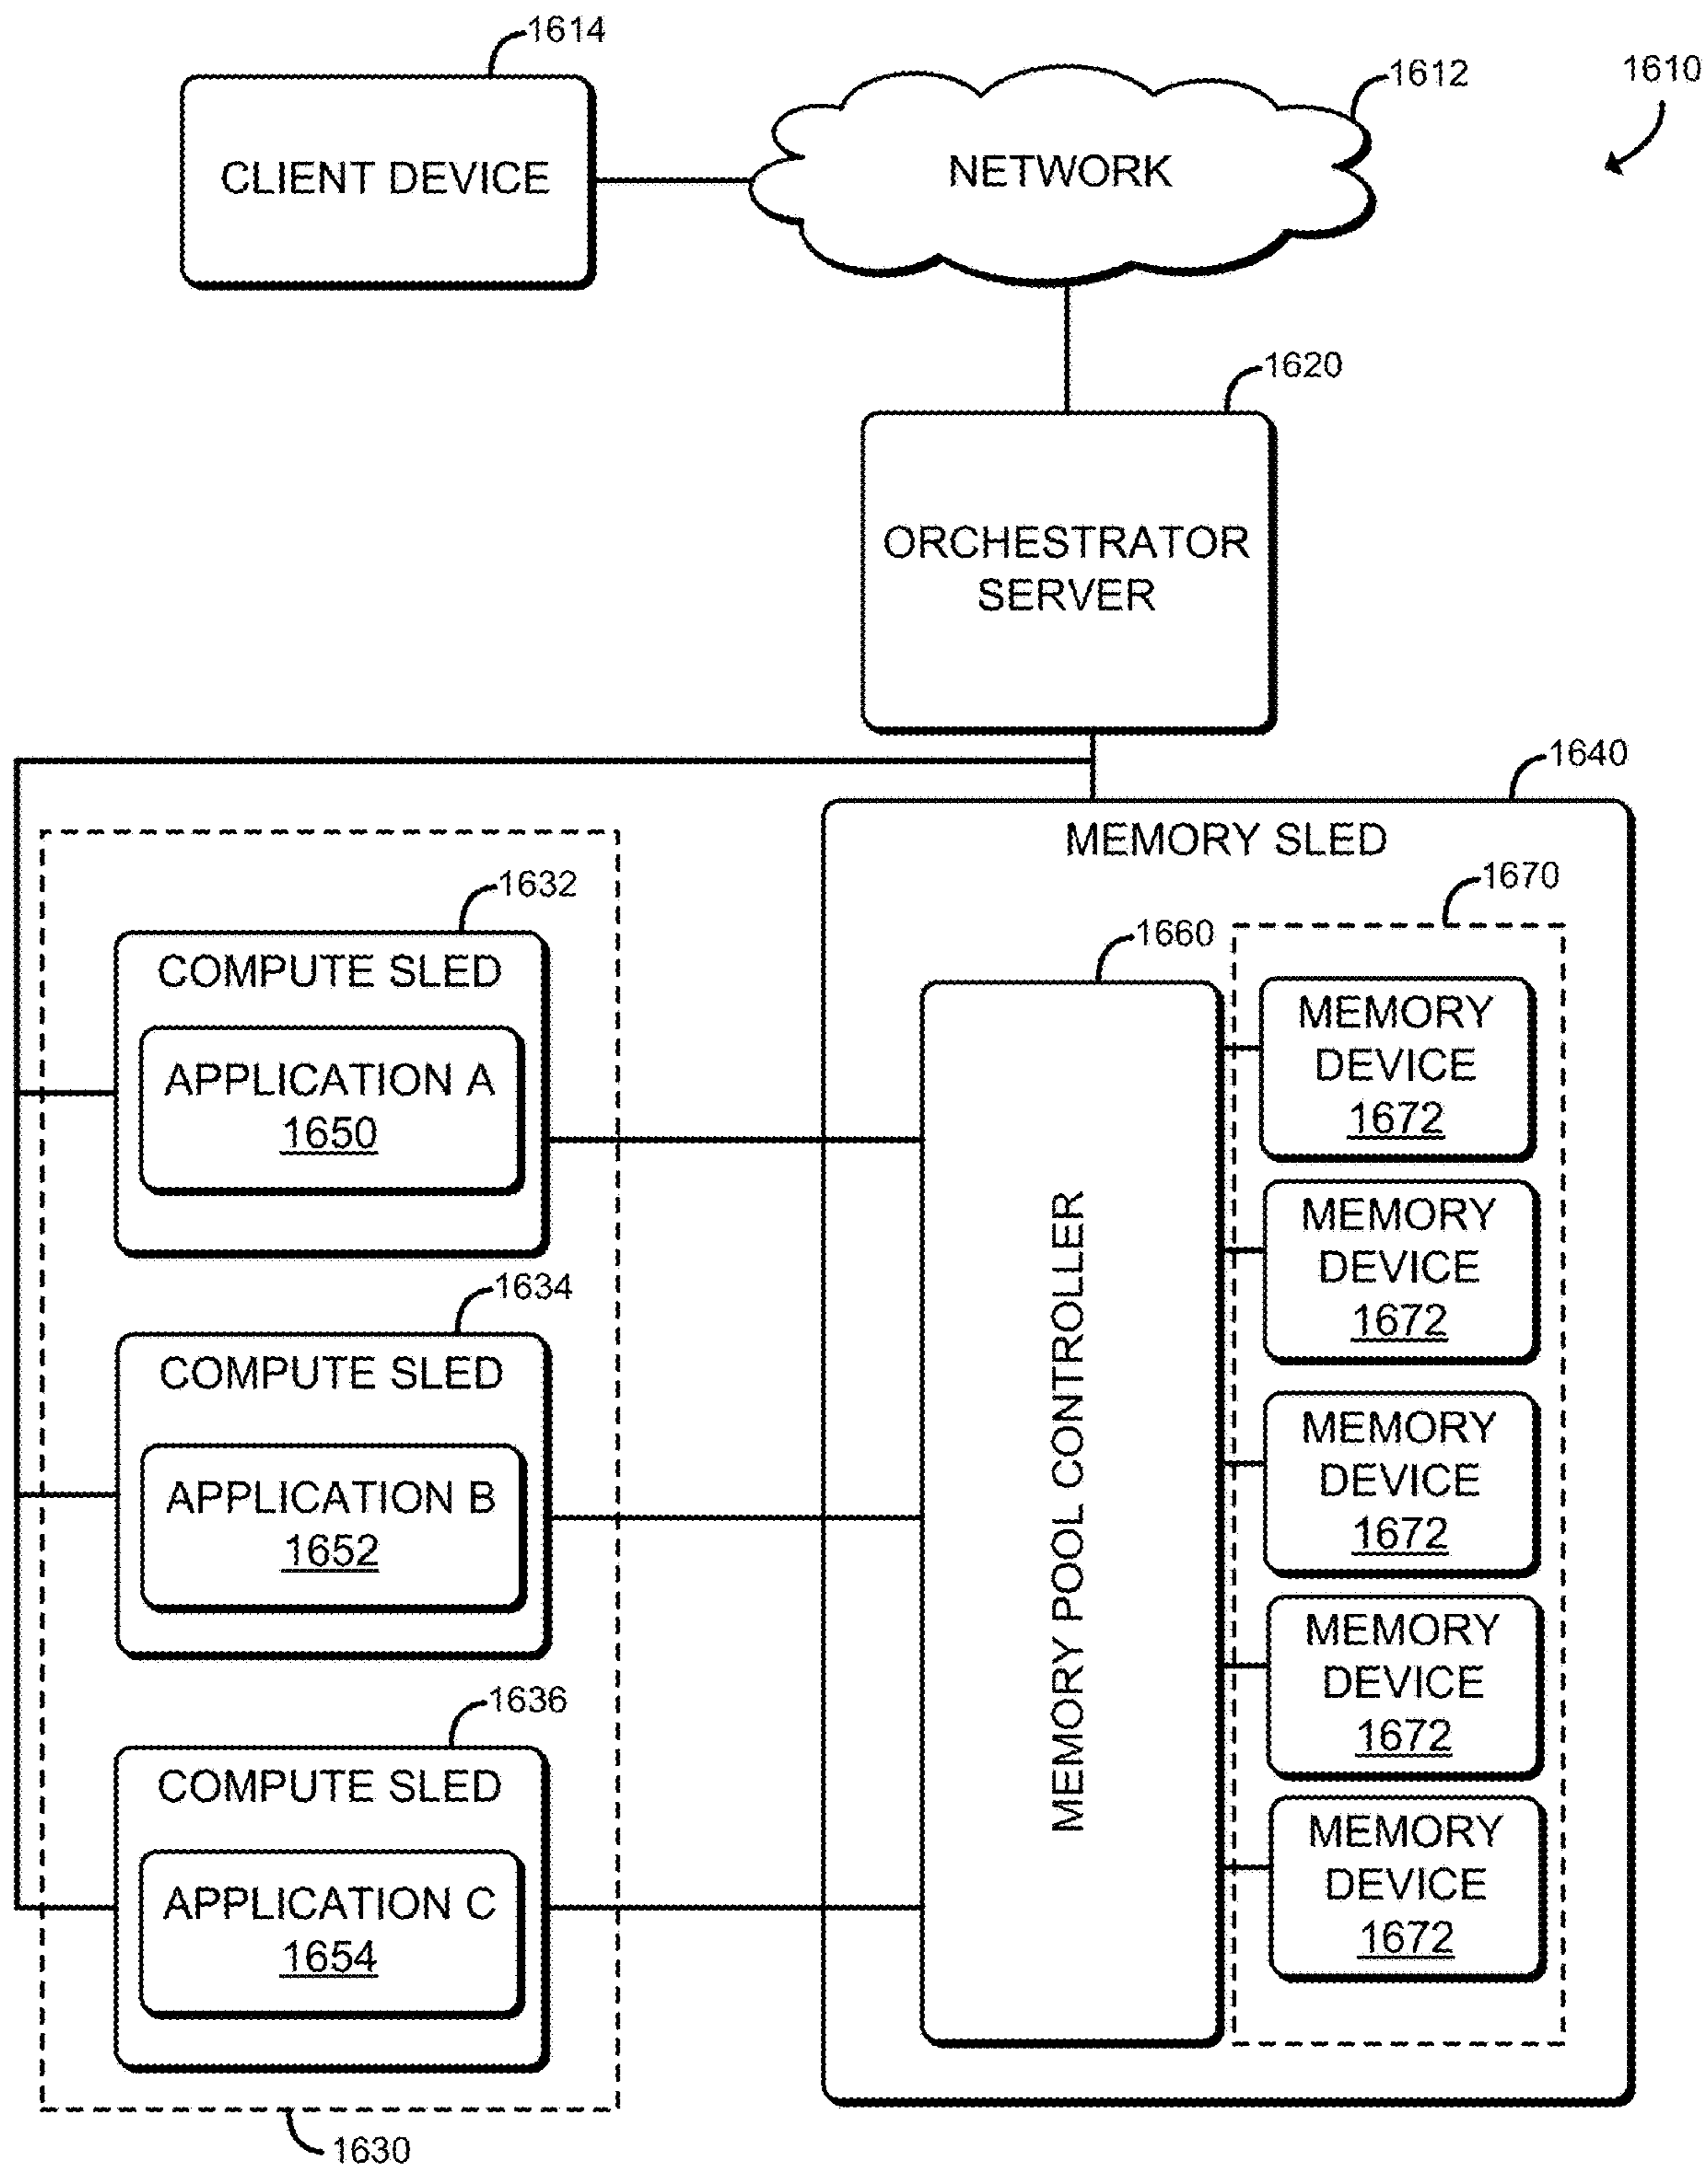 1614
1612
1610
CLIENT DEVICE
NETWORK
1620
ORCHESTRATOR
SERVER
1640
MEMORY SLED
1632
COMPUTE SLED
APPLICATION A
1650
1634
COMPUTE SLED
APPLICATION B
1652
1636
COMPUTE SLED
APPLICATION C
1654
1630
1660
MEMORY POOL CONTROLLER
1670
MEMORY
DEVICE
1672
MEMORY
DEVICE
1672
MEMORY
DEVICE
1672
MEMORY
DEVICE
1672
MEMORY
DEVICE
1672